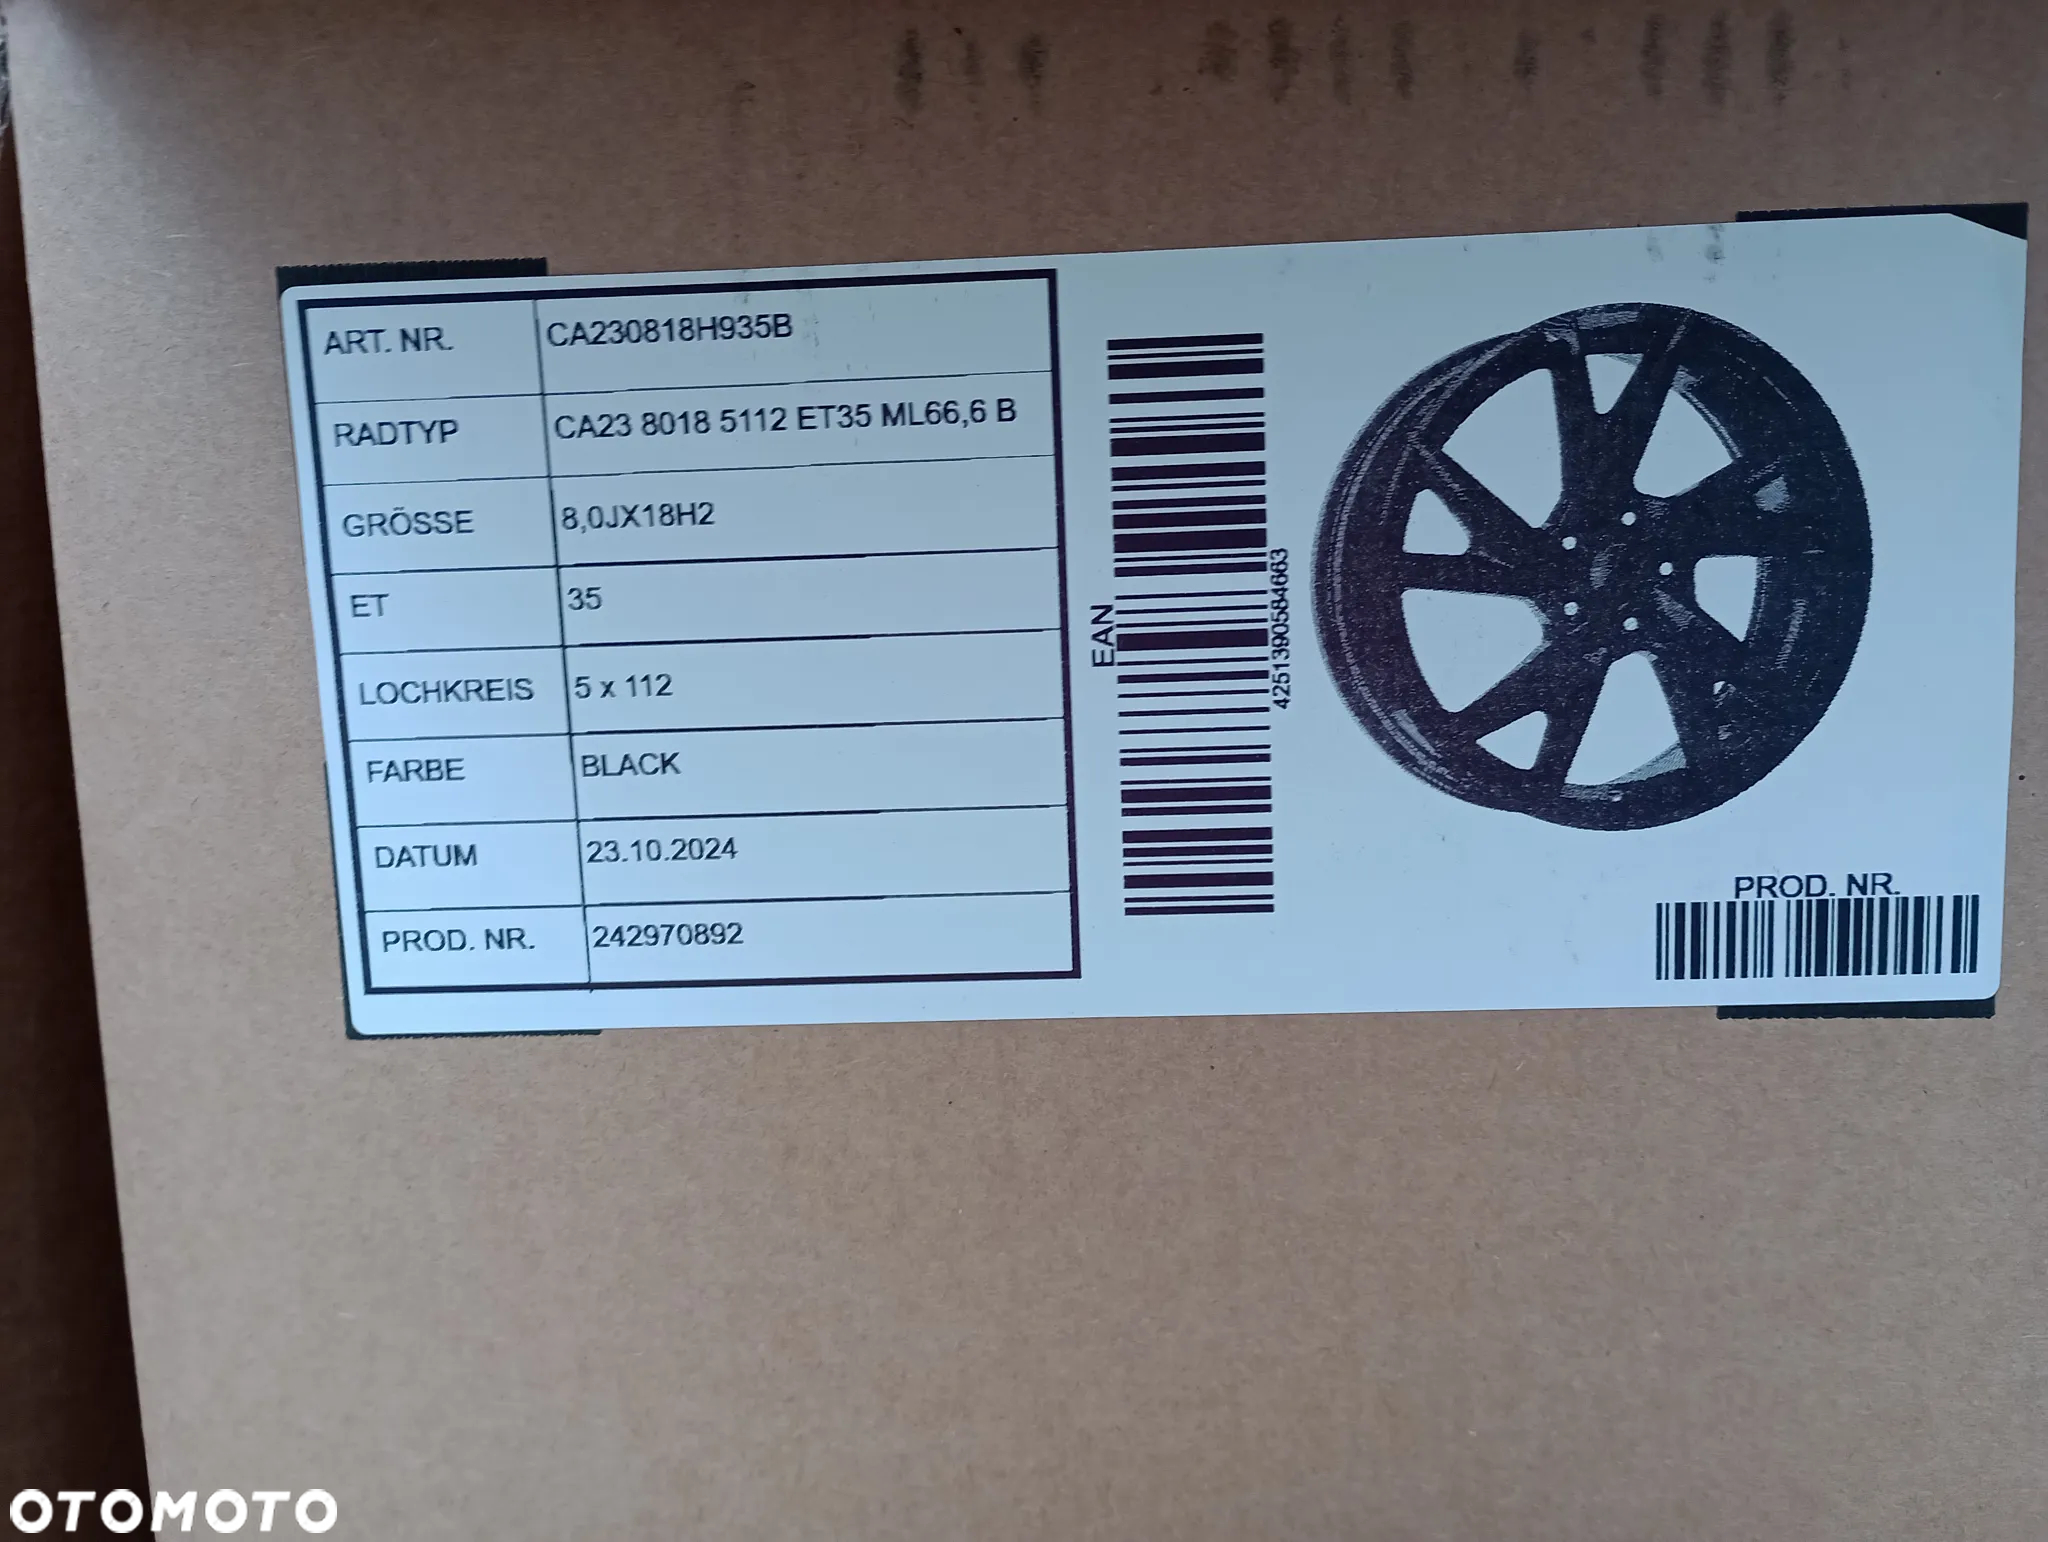 ART. NR. CA230818H935B
RADTYP CA23 8018 5112 ET35 ML66,6 B
GRÖSSE 8,0JX18H2
ET 35
LOCHKREIS 5 x 112
FARBE BLACK
DATUM 23.10.2024
PROD. NR. 242970892
EAN
4251390584663
PROD. NR.
OTOMOTO